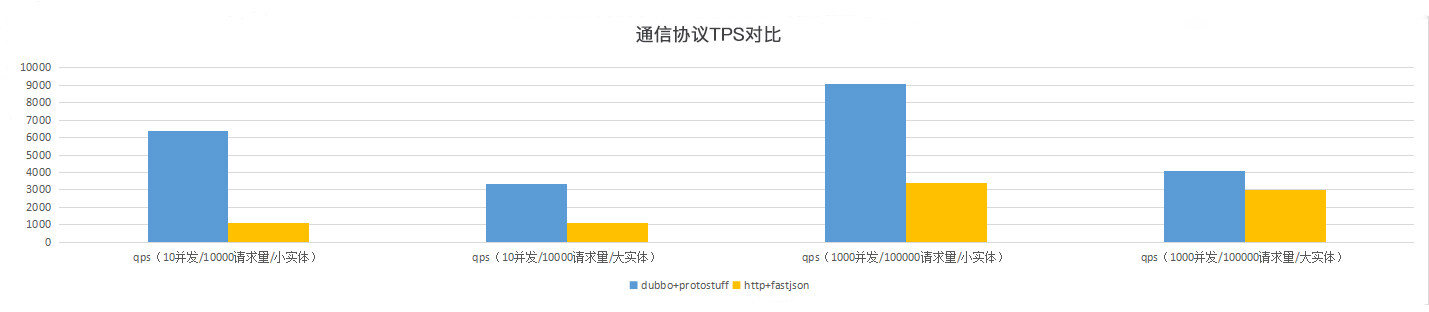 通信协议TPS对比
10000
9000
8000
7000
6000
5000
4000
3000
2000
1000
0
qps（10并发/10000请求量/小实体）
qps（10并发/10000请求量/大实体）
qps（1000并发/100000请求量/小实体）
qps（1000并发/100000请求量/大实体）
dubbo+protostuff
http+fastjson